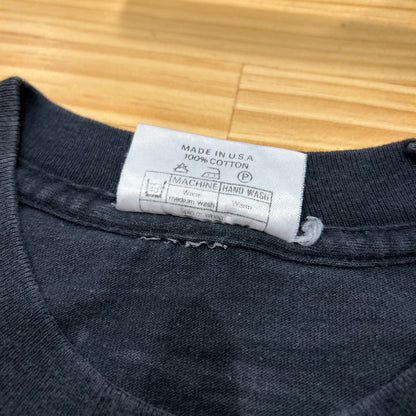 MADE IN U.S.A
100% COTTON
P
MACHINE HAND WASH
Warm Warm
medium wash